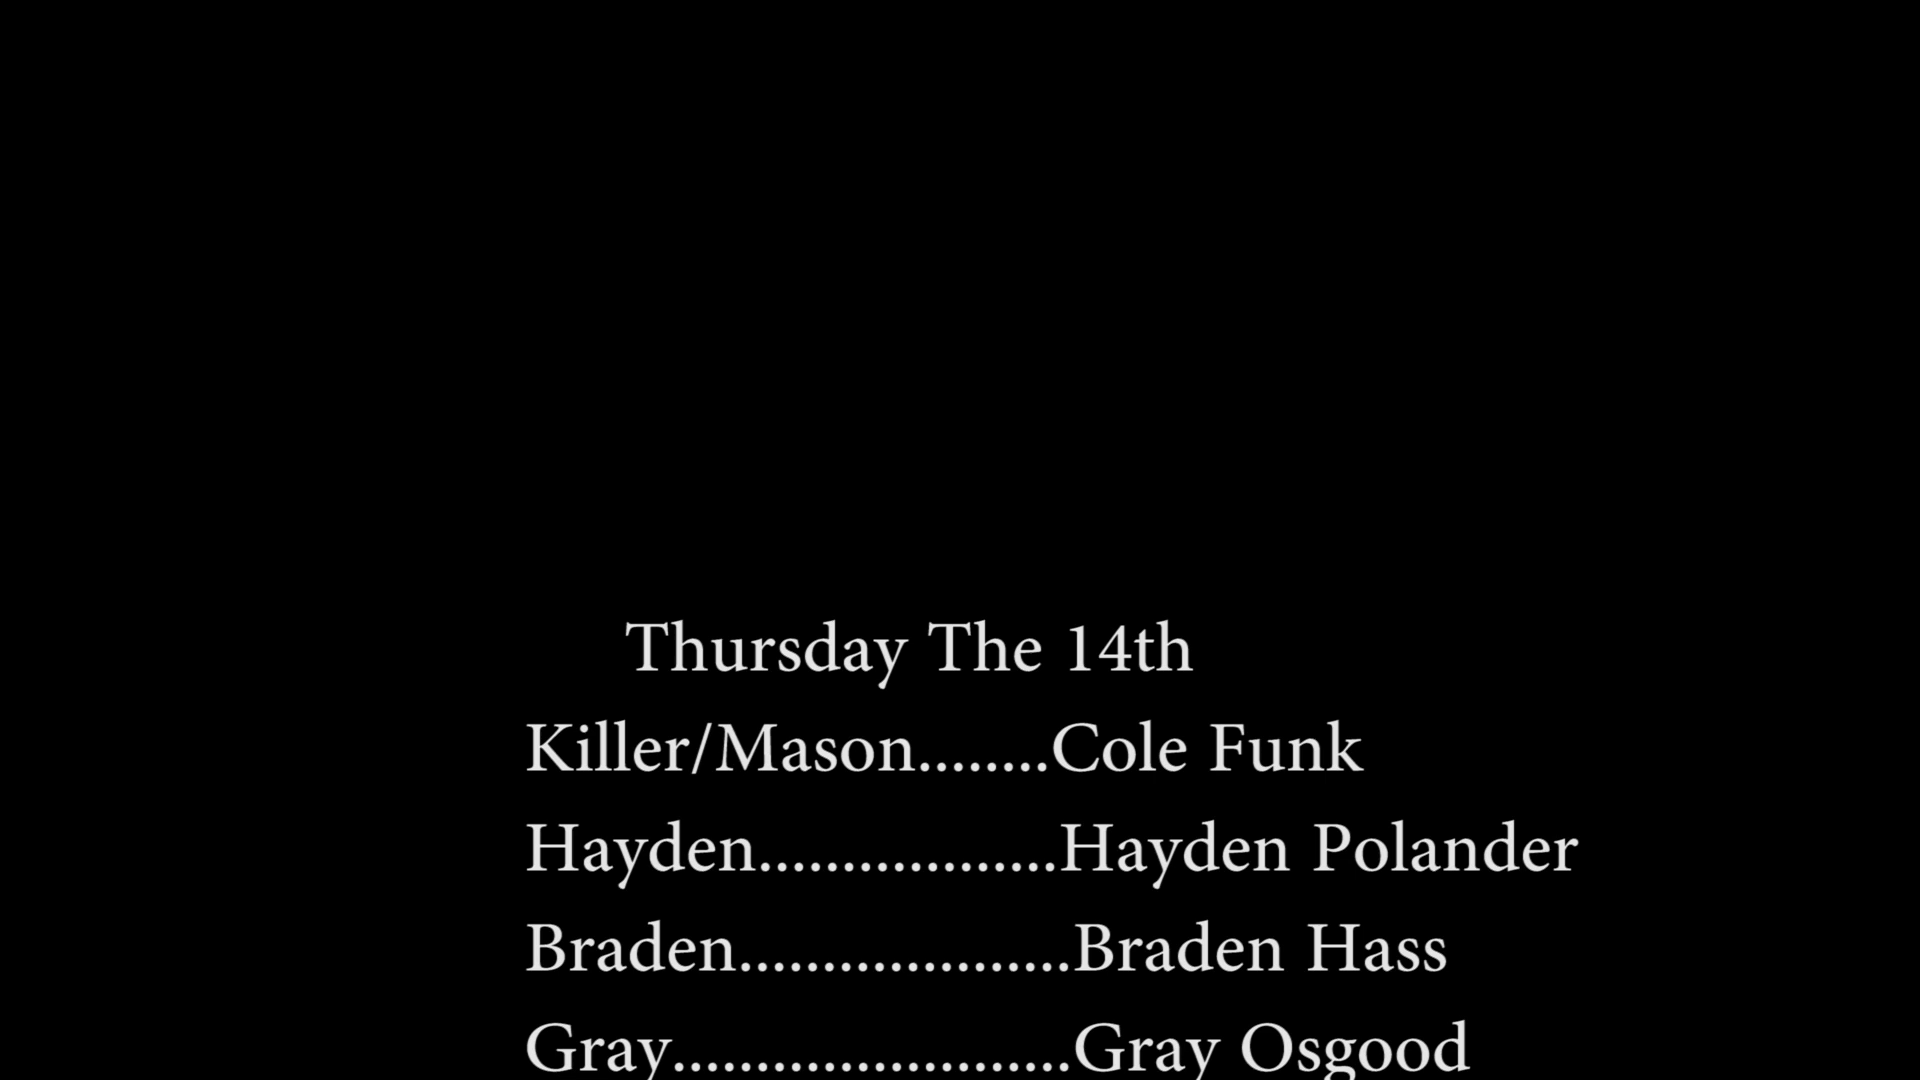 Thursday The 14th
Killer/Mason........Cole Funk
Hayden..................Hayden Polander
Braden....................Braden Hass
Gray........................Gray Osgood